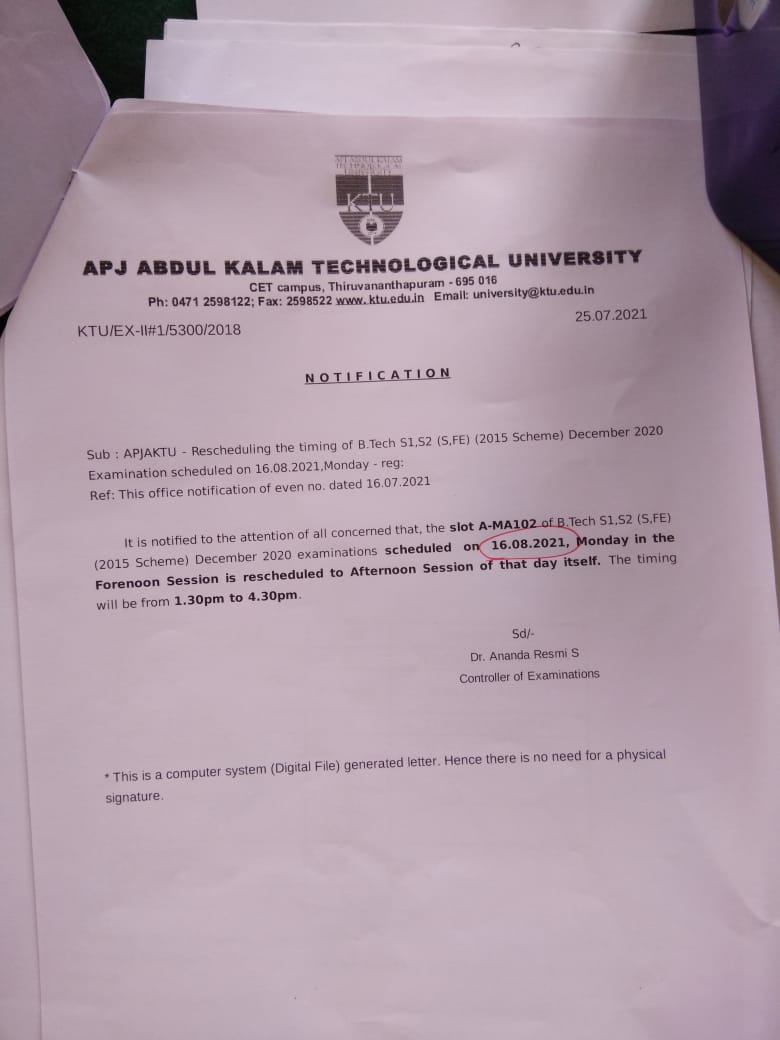 APJ ABDUL KALAM
TECHNOLOGICAL
UNIVERSITY
KTU
APJ ABDUL KALAM TECHNOLOGICAL UNIVERSITY
CET campus, Thiruvananthapuram - 695 016
Ph: 0471 2598122; Fax: 2598522 www. ktu.edu.in Email: university@ktu.edu.in
KTU/EX-II#1/5300/2018
25.07.2021
NOTIFICATION
Sub : APJAKTU - Rescheduling the timing of B.Tech S1,S2 (S,FE) (2015 Scheme) December 2020
Examination scheduled on 16.08.2021,Monday - reg:
Ref: This office notification of even no. dated 16.07.2021
It is notified to the attention of all concerned that, the slot A-MA102 of B.Tech S1,S2 (S,FE)
(2015 Scheme) December 2020 examinations scheduled on 16.08.2021, Monday in the
Forenoon Session is rescheduled to Afternoon Session of that day itself. The timing
will be from 1.30pm to 4.30pm.
Sd/-
Dr. Ananda Resmi S
Controller of Examinations
* This is a computer system (Digital File) generated letter. Hence there is no need for a physical
signature.